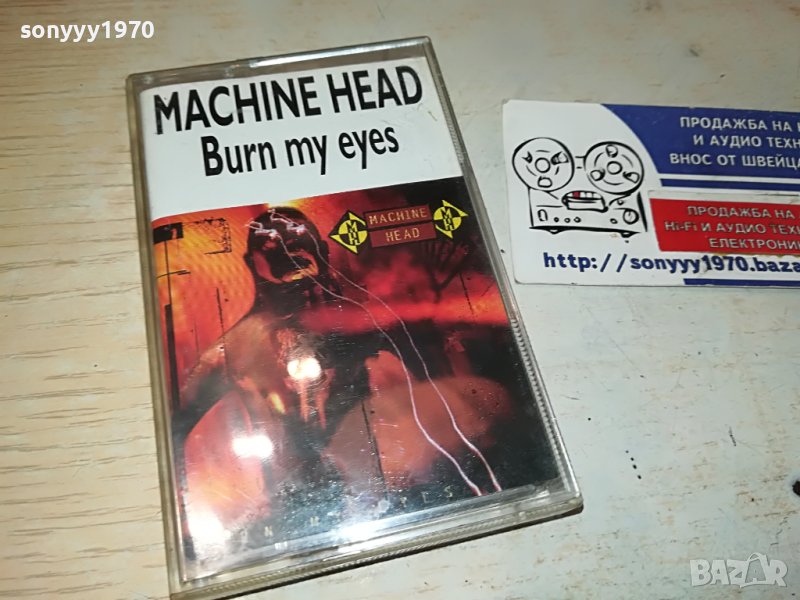 sonyyy1970
MACHINE HEAD
Burn my eyes
MACHINE
HEAD
ПРОДАЖБА НА
И АУДИО ТЕХН
ВНОС ОТ ШВЕЙЦА
ПРОДАЖБА НА
Hi-Fi И АУДИО ТЕХ
ЕЛЕКТРОНИК
http://sonyyy1970.baza
BAZAR